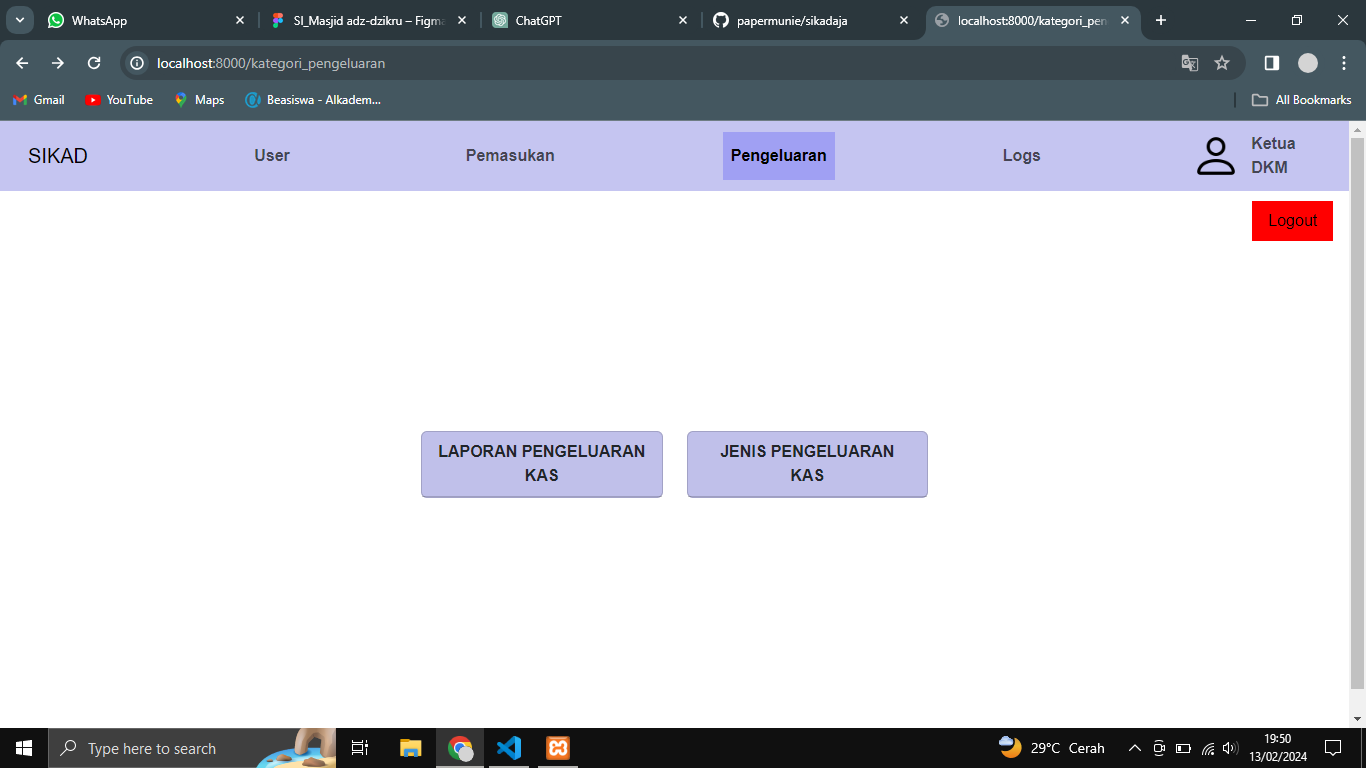 WhatsApp
SI_Masjid adz-dzikru – Figma
ChatGPT
papermunie/sikadaja
localhost:8000/kategori_pen
localhost:8000/kategori_pengeluaran
Gmail
YouTube
Maps
Beasiswa - Alkadem...
All Bookmarks
SIKAD
User
Pemasukan
Pengeluaran
Logs
Ketua
DKM
Logout
LAPORAN PENGELUARAN
KAS
JENIS PENGELUARAN
KAS
Type here to search
29°C Cerah
19:50
13/02/2024